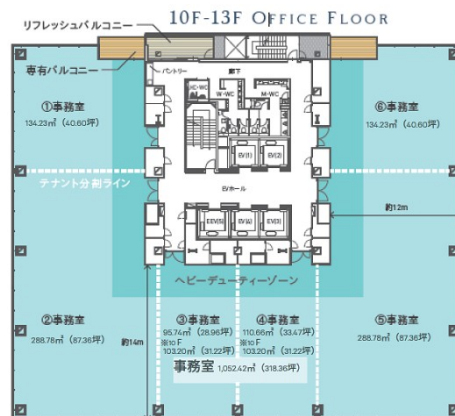 10F-13F OFFICE FLOOR
リフレッシュバルコニー
専有バルコニー
パントリー
廊下
HC-WC
W-WC
M-WC
①事務室
134.23㎡（40.60坪）
⑥事務室
134.23㎡（40.60坪）
EV(1)
EV(2)
テナント分割ライン
EVホール
約12m
EEV(5)
EV(4)
EV(3)
ヘビーデューティーゾーン
②事務室
288.78㎡（87.36坪）
約14m
③事務室
95.74㎡（28.96坪）
※10F
103.20㎡（31.22坪）
④事務室
110.66㎡（33.47坪）
※10F
103.20㎡（31.22坪）
⑤事務室
288.78㎡（87.36坪）
事務室 1,052.42㎡（318.36坪）